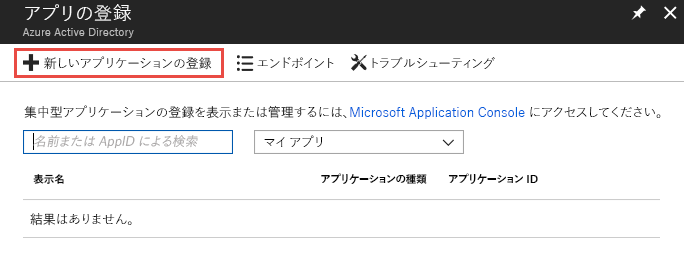 アプリの登録
Azure Active Directory
新しいアプリケーションの登録 エンドポイント トラブルシューティング
集中型アプリケーションの登録を表示または管理するには、Microsoft Application Console にアクセスしてください。
名前または AppID による検索 マイ アプリ
表示名 アプリケーションの種類 アプリケーション ID
結果はありません。